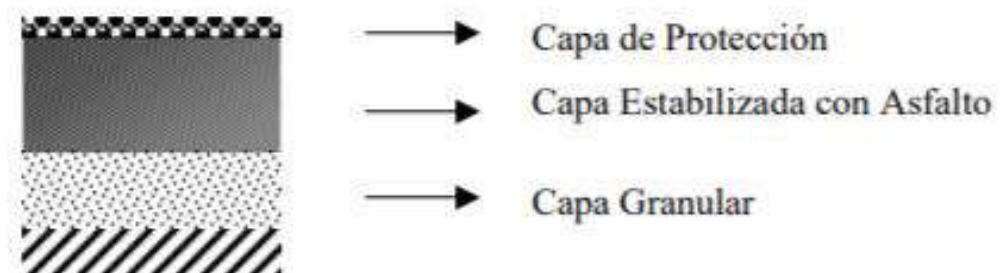 Capa de Protección
Capa Estabilizada con Asfalto
Capa Granular